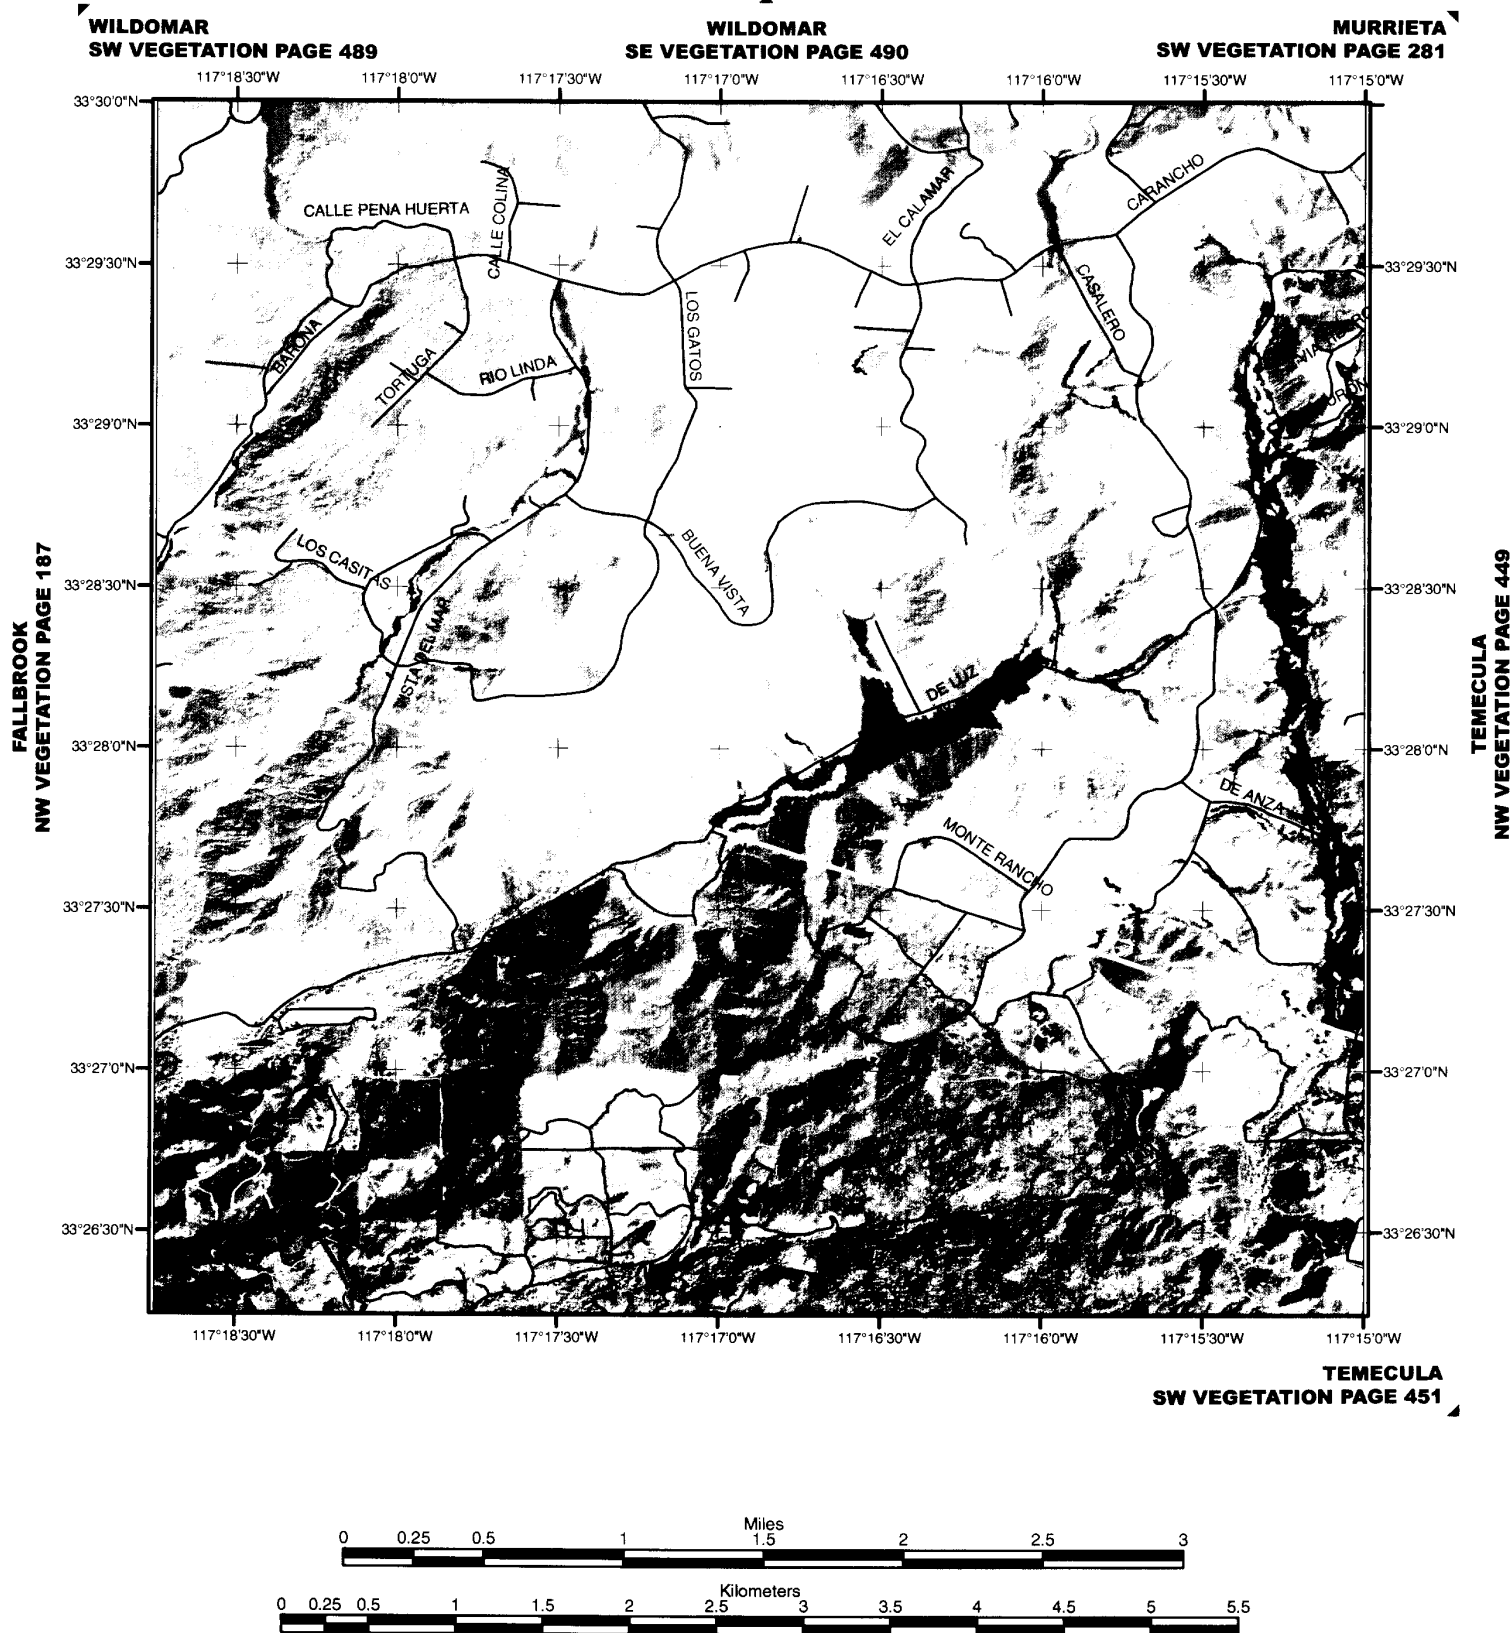 WILDOMAR
SW VEGETATION PAGE 489
WILDOMAR
SE VEGETATION PAGE 490
MURRIETA
SW VEGETATION PAGE 281
117°18'30"W
117°18'0"W
117°17'30"W
117°17'0"W
117°16'30"W
117°16'0"W
117°15'30"W
117°15'0"W
33°30'0"N
CARANCHO
EL CALAMAR
CALLE COLINA
CALLE PENA HUERTA
33°29'30"N
33°29'30"N
CASALERO
LOS GATOS
BARONA
TORTUGA
RIO LINDA
33°29'0"N
33°29'0"N
LOS CASITAS
BUENA VISTA
33°28'30"N
33°28'30"N
VISTA DEL MAR
DE LUZ
FALLBROOK
NW VEGETATION PAGE 187
TEMECULA
NW VEGETATION PAGE 449
33°28'0"N
33°28'0"N
DE ANZA
MONTE RANCHO
33°27'30"N
33°27'30"N
33°27'0"N
33°27'0"N
33°26'30"N
33°26'30"N
117°18'30"W
117°18'0"W
117°17'30"W
117°17'0"W
117°16'30"W
117°16'0"W
117°15'30"W
117°15'0"W
TEMECULA
SW VEGETATION PAGE 451
Miles
0 0.25 0.5 1 1.5 2 2.5 3
Kilometers
0 0.25 0.5 1 1.5 2 2.5 3 3.5 4 4.5 5 5.5